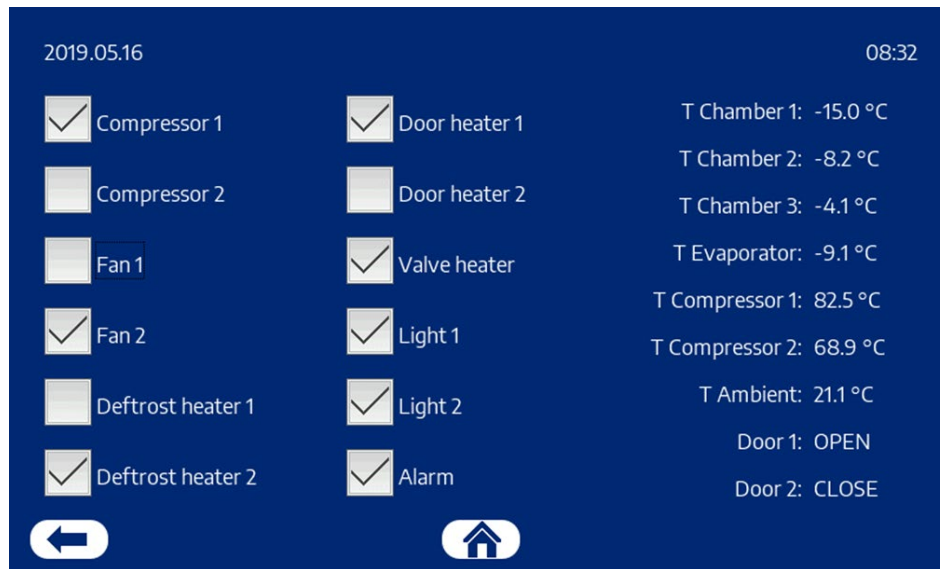 2019.05.16
08:32
Compressor 1
Compressor 2
Fan 1
Fan 2
Deftrost heater 1
Deftrost heater 2
Door heater 1
Door heater 2
Valve heater
Light 1
Light 2
Alarm
T Chamber 1: -15.0 °C
T Chamber 2: -8.2 °C
T Chamber 3: -4.1 °C
T Evaporator: -9.1 °C
T Compressor 1: 82.5 °C
T Compressor 2: 68.9 °C
T Ambient: 21.1 °C
Door 1: OPEN
Door 2: CLOSE